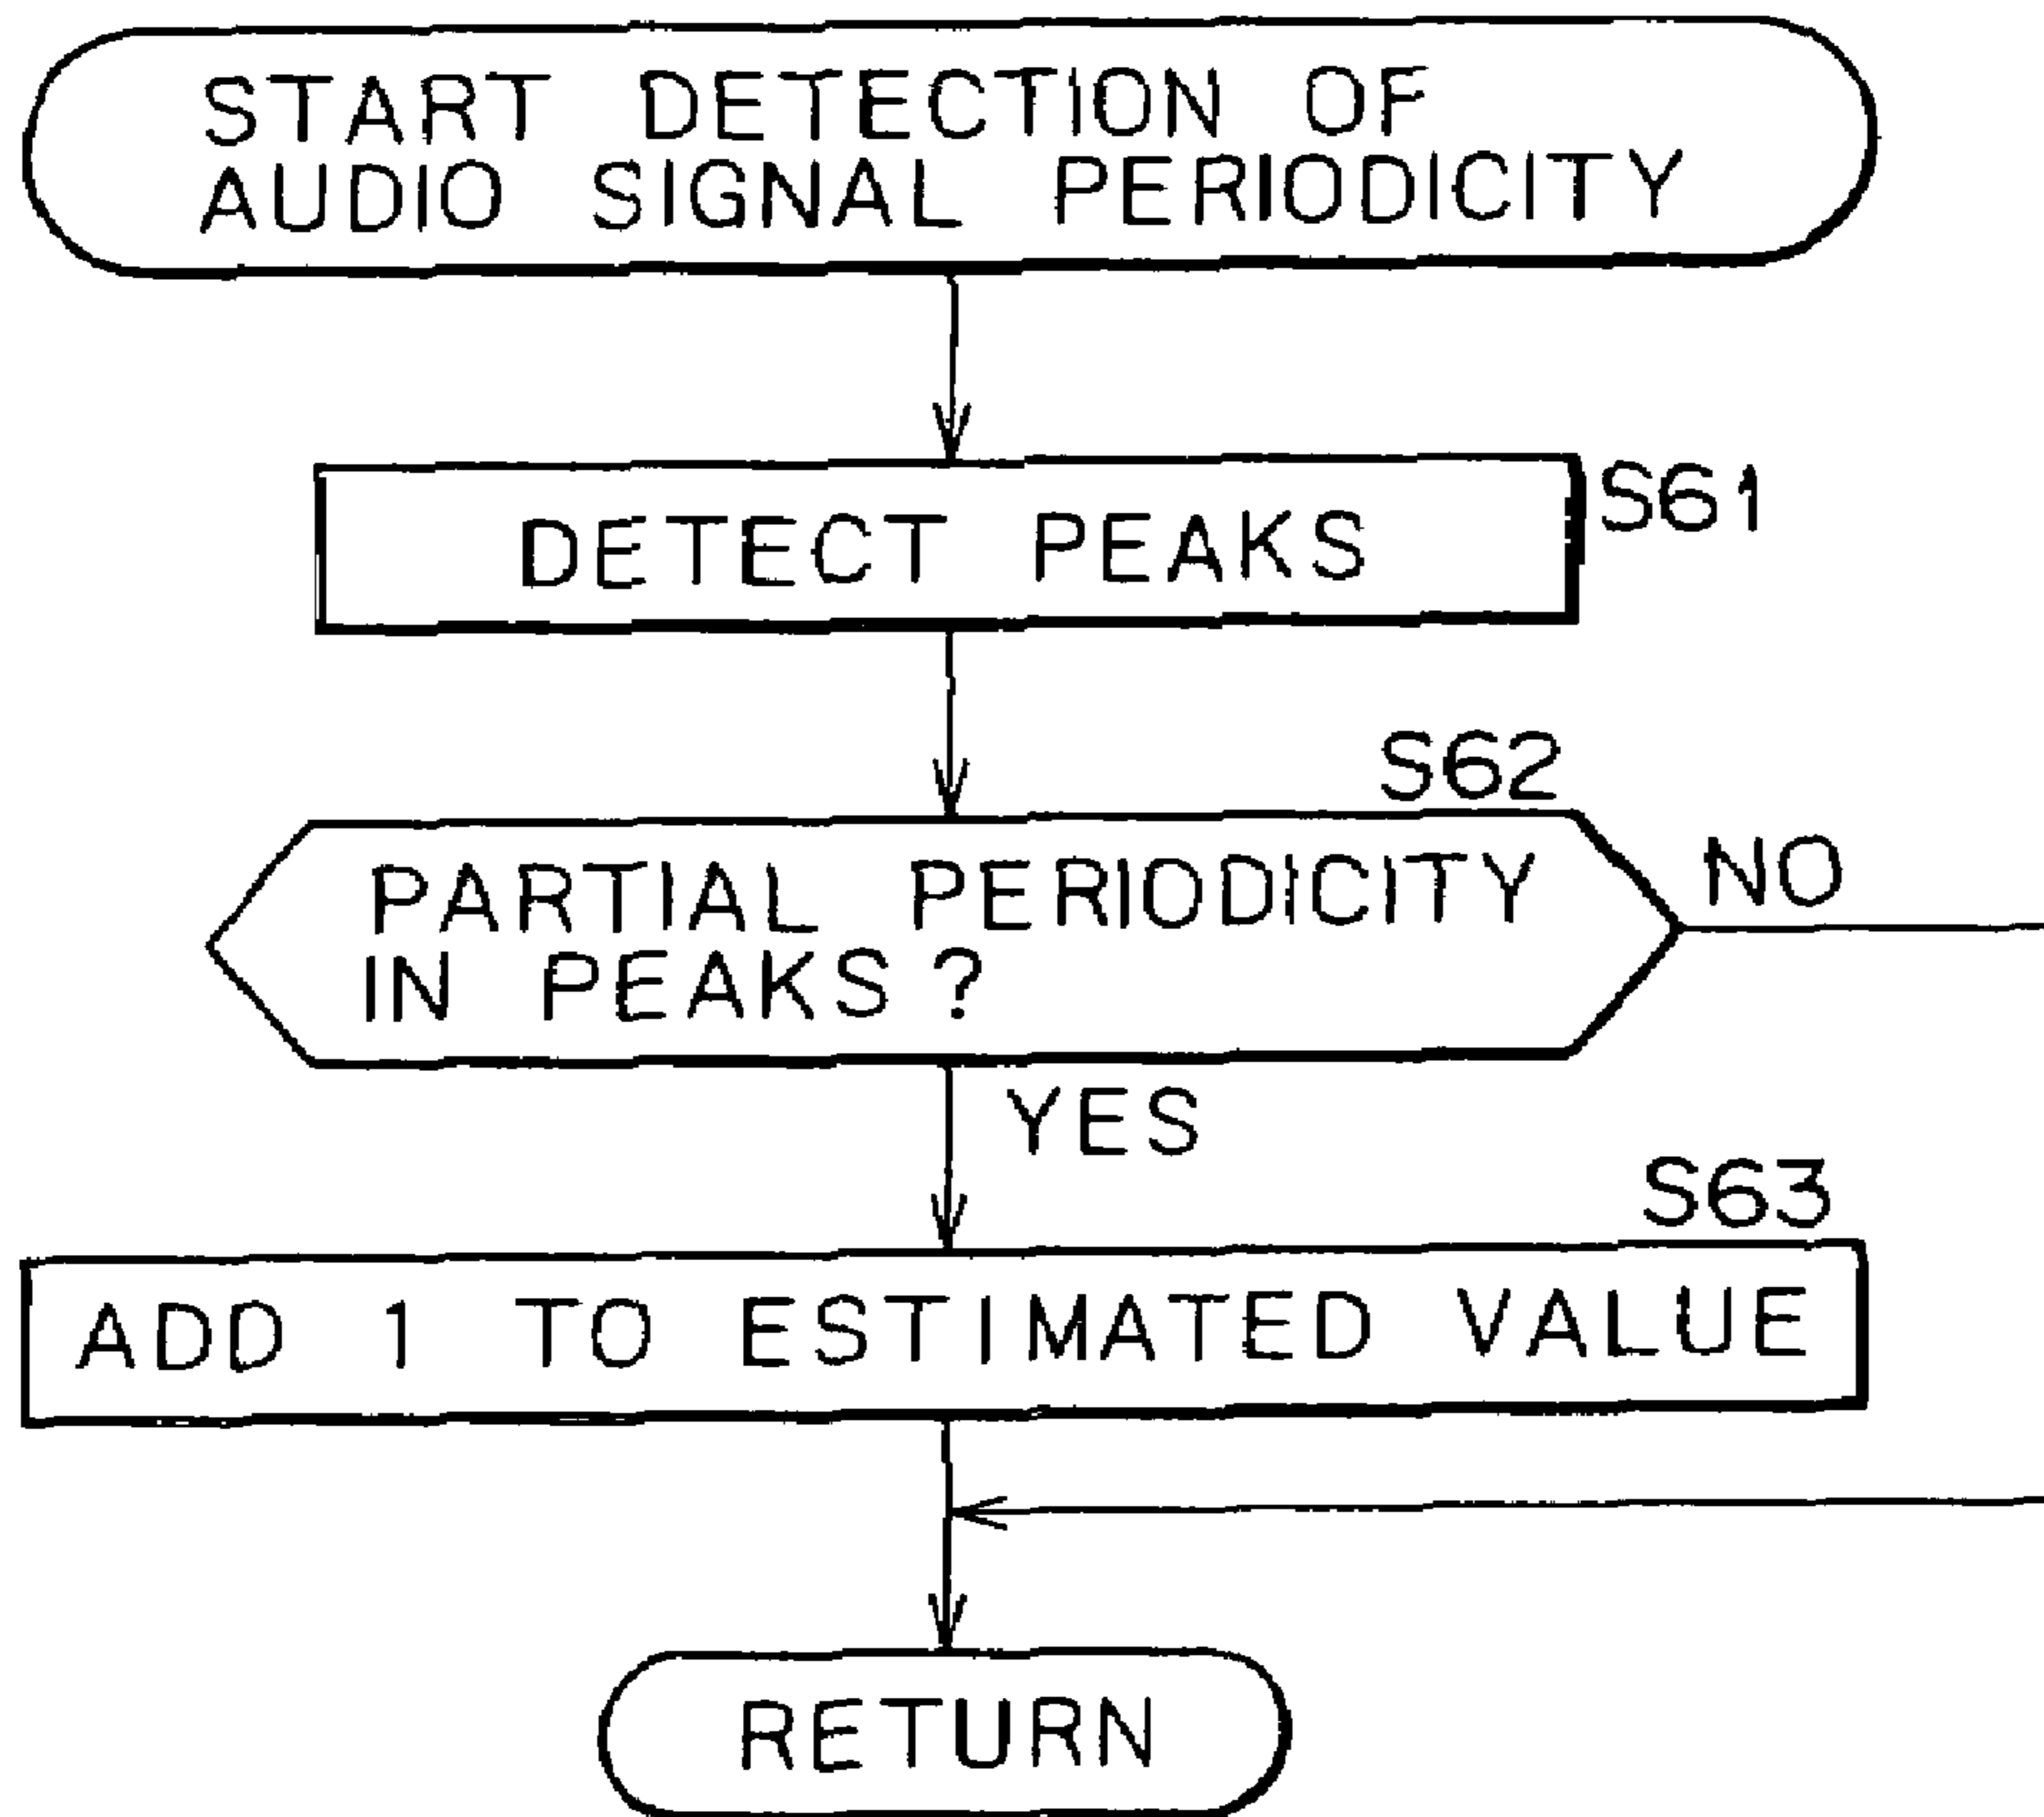 START DETECTION OF
AUDIO SIGNAL PERIODICITY
DETECT PEAKS
S61
S62
PARTIAL PERIODICITY
IN PEAKS?
NO
YES
S63
ADD 1 TO ESTIMATED VALUE
RETURN